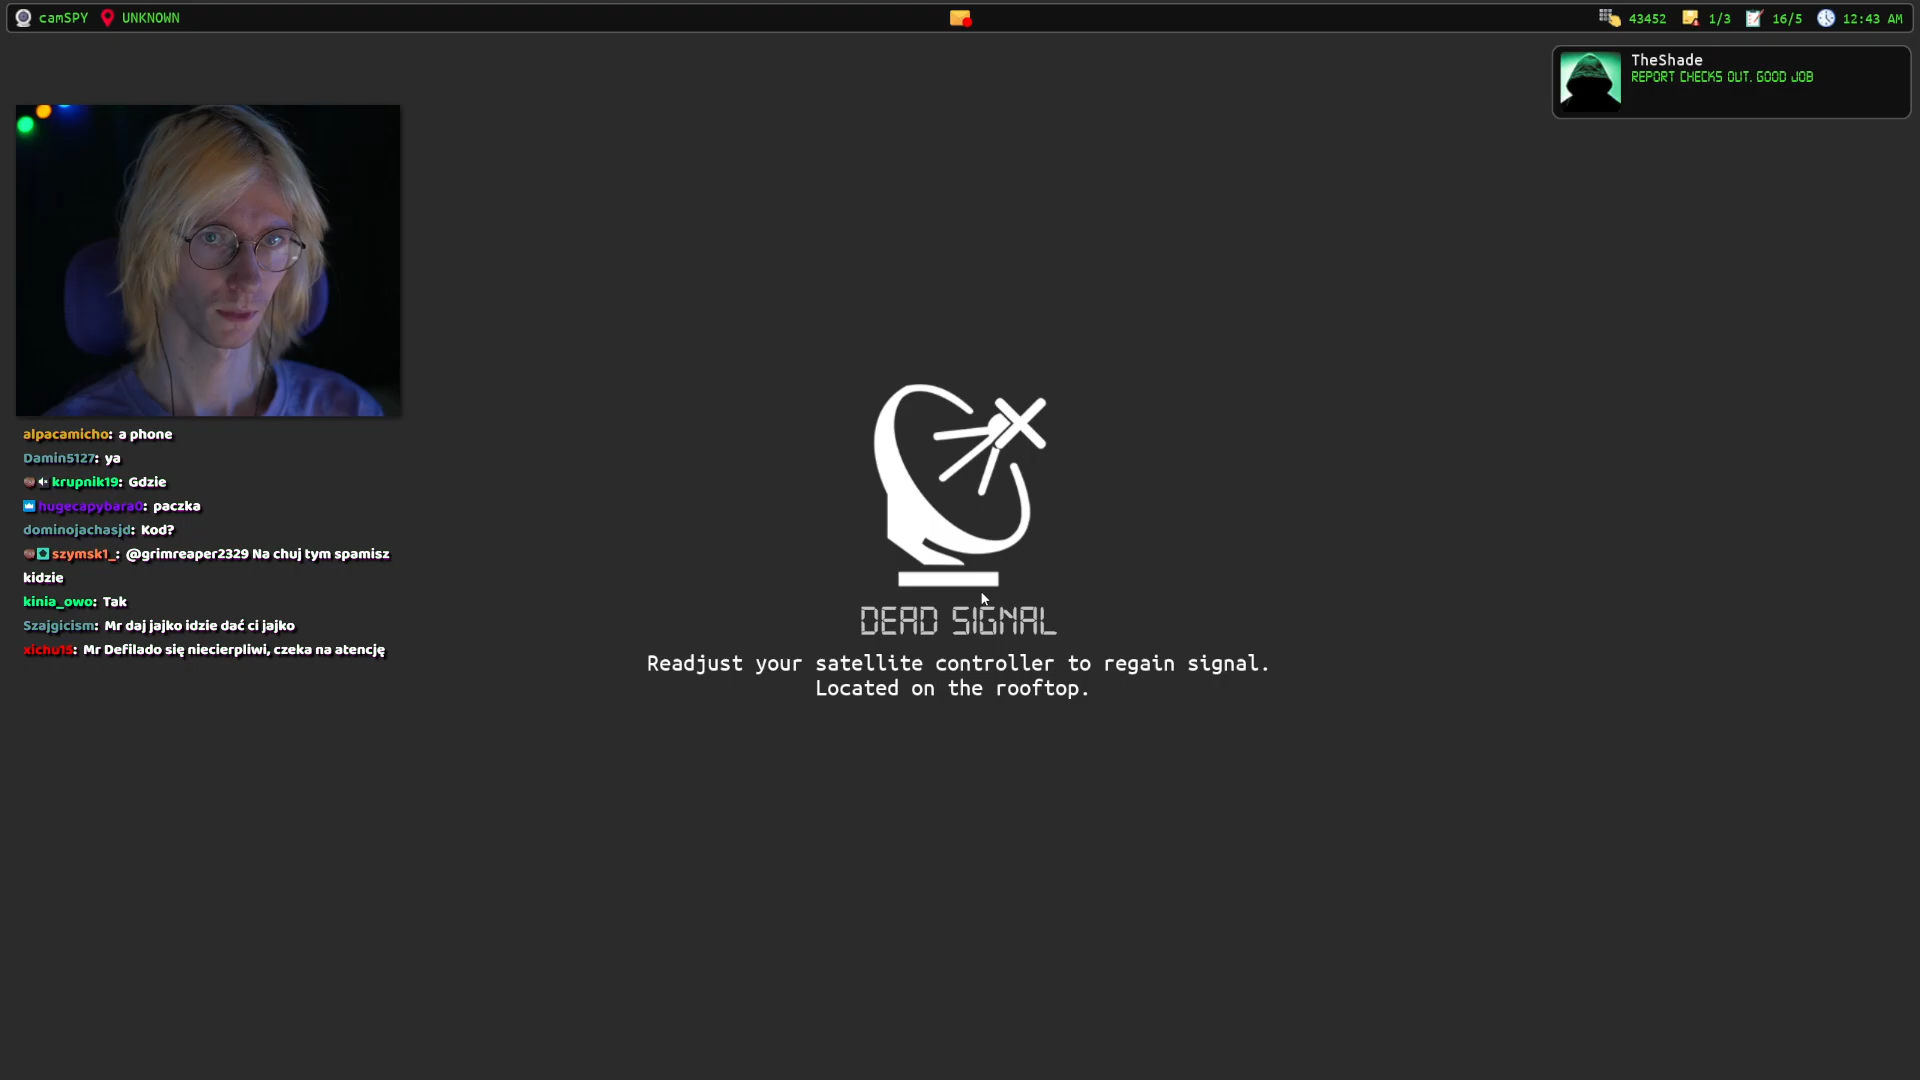 camSPY UNKNOWN 43452 1/3 16/5 12:43 AM
TheShade
REPORT CHECKS OUT. GOOD JOB
alpacamicho: a phone
Damin5127: ya
krupnik19: Gdzie
hugecapybara0: paczka
dominojachasjd: Kod?
szymsk1_: @grimreaper2329 Na chuj tym spamisz
kidzie
kinia_owo: Tak
Szajgicism: Mr daj jajko idzie dać ci jajko
xichu15: Mr Defilado się niecierpliwi, czeka na atencję
DEAD SIGNAL
Readjust your satellite controller to regain signal.
Located on the rooftop.